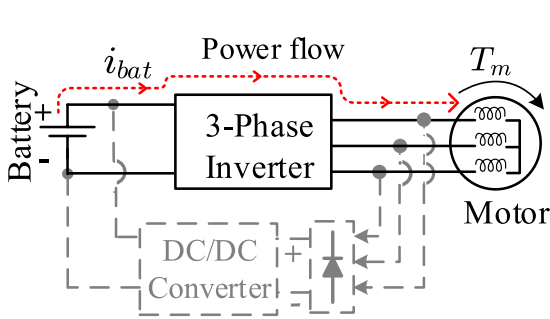 Power flow
i_bat
T_m
Battery
+
-
3-Phase
Inverter
Motor
DC/DC
Converter
+
-